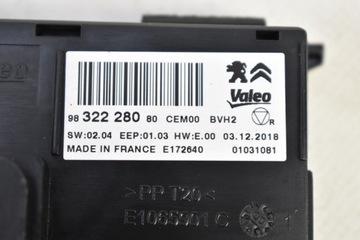 Valeo
98 322 280 80 CEM00 BVH2
R
SW:02.04 EEP:01.03 HW:E.00 03.12.2018
MADE IN FRANCE E172640 01031081
>PP T20<
E1065901 C